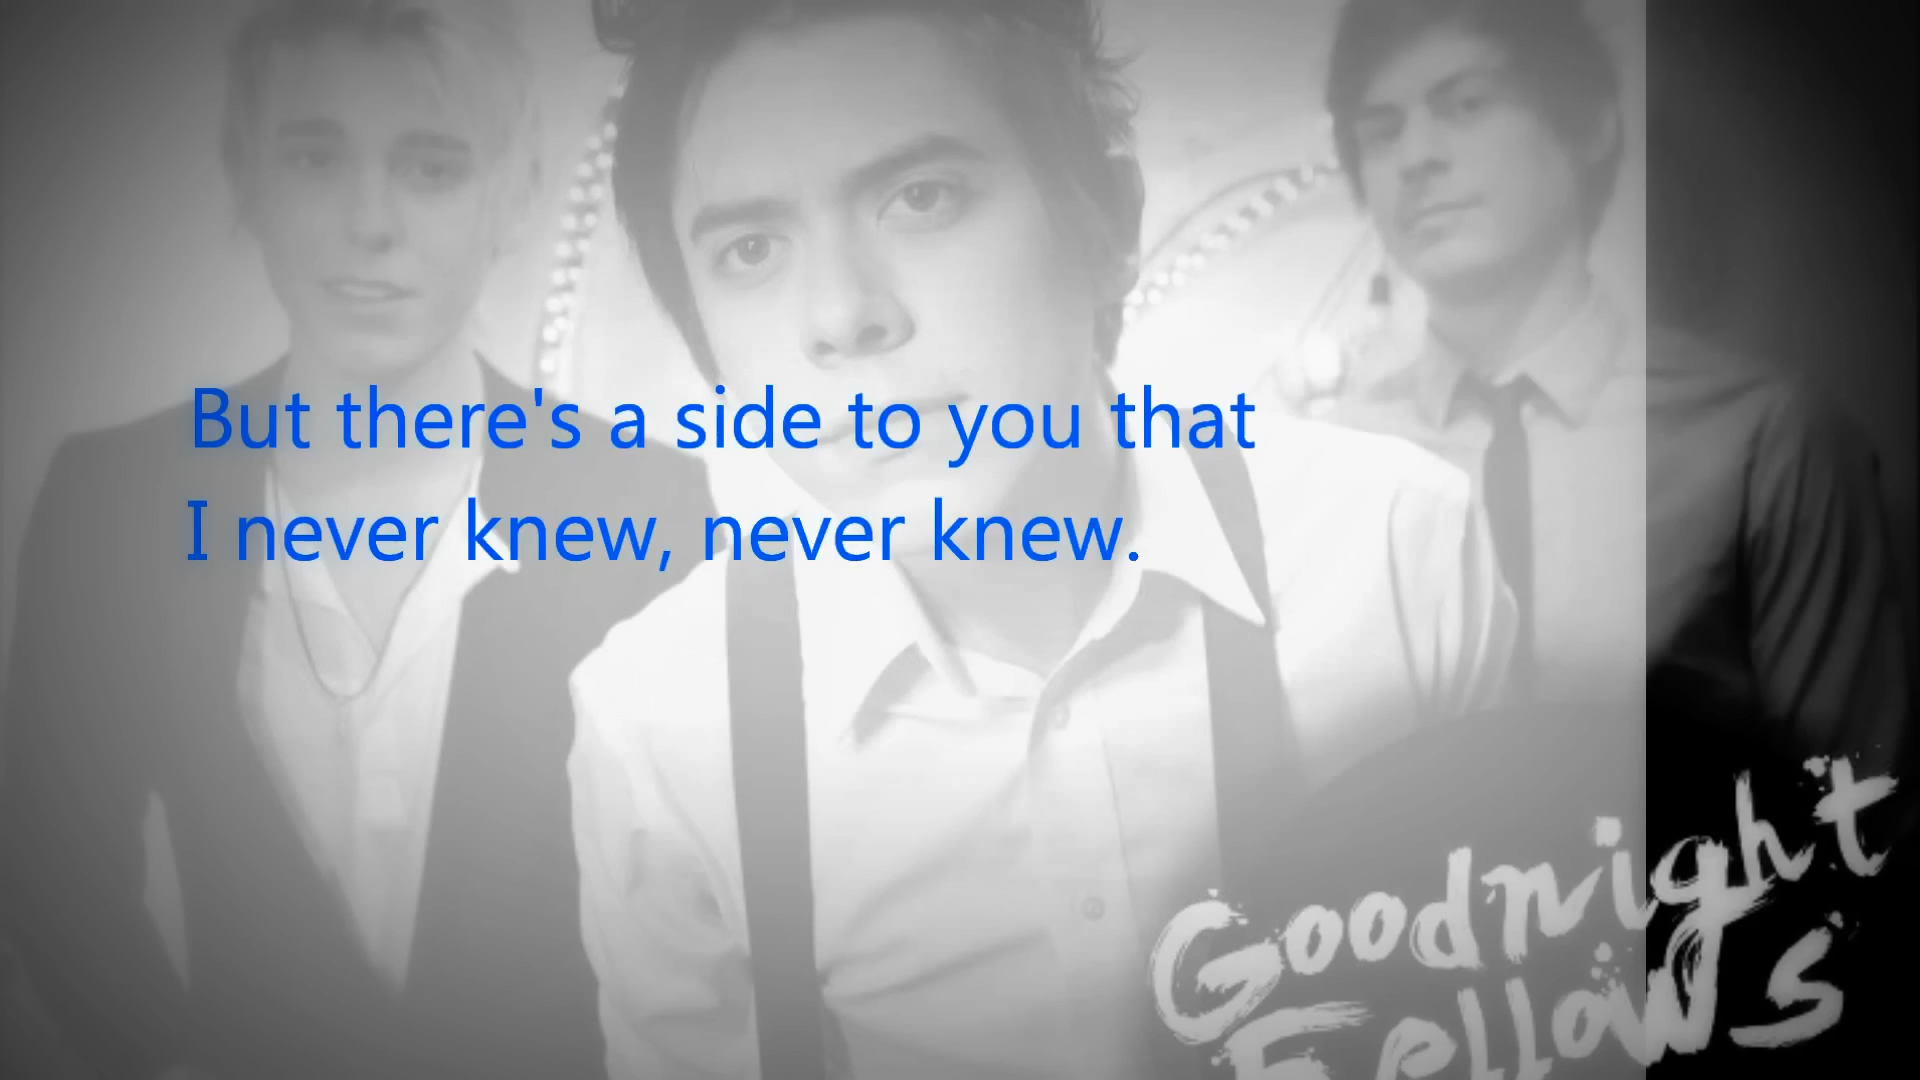 But there's a side to you that
I never knew, never knew.
Goodnight
Fellows